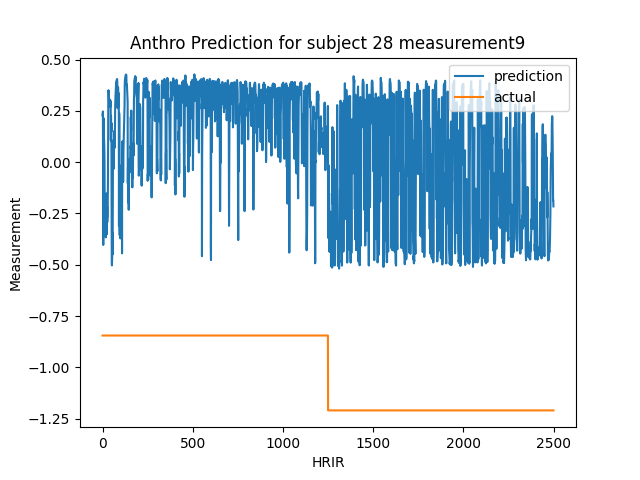 Anthro Prediction for subject 28 measurement9
prediction
actual
0.50
0.25
0.00
−0.25
−0.50
−0.75
−1.00
−1.25
Measurement
0 500 1000 1500 2000 2500
HRIR